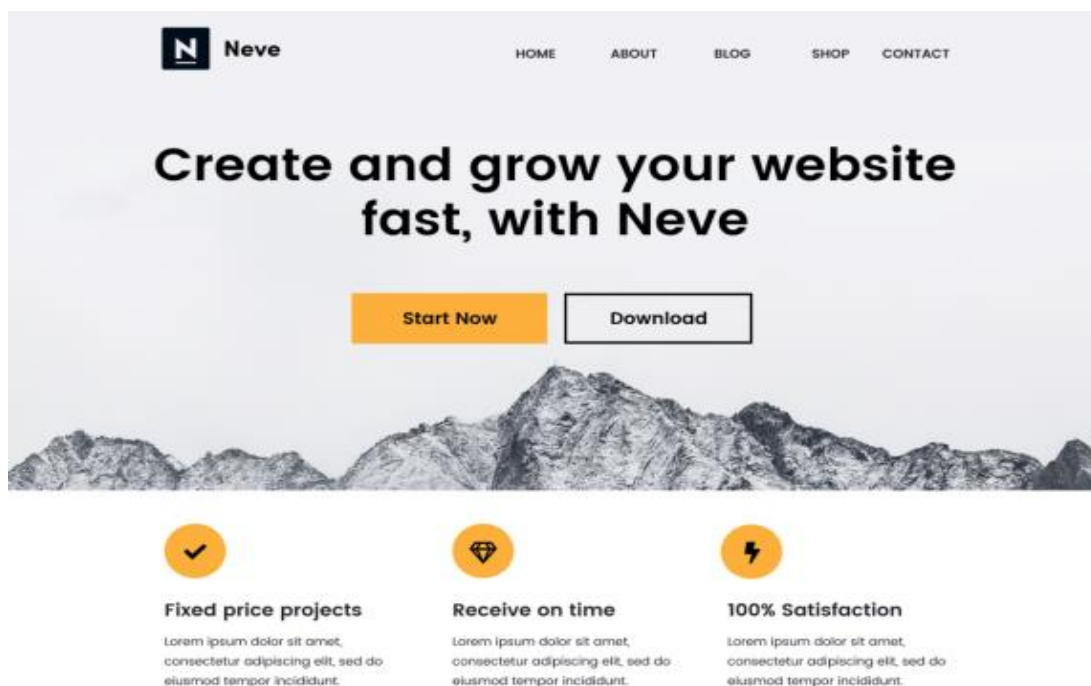 Neve
HOME ABOUT BLOG SHOP CONTACT
Create and grow your website
fast, with Neve
Start Now
Download
Fixed price projects
Lorem ipsum dolor sit amet,
consectetur adipiscing elit, sed do
eiusmod tempor incididunt.
Receive on time
Lorem ipsum dolor sit amet,
consectetur adipiscing elit, sed do
eiusmod tempor incididunt.
100% Satisfaction
Lorem ipsum dolor sit amet,
consectetur adipiscing elit, sed do
eiusmod tempor incididunt.